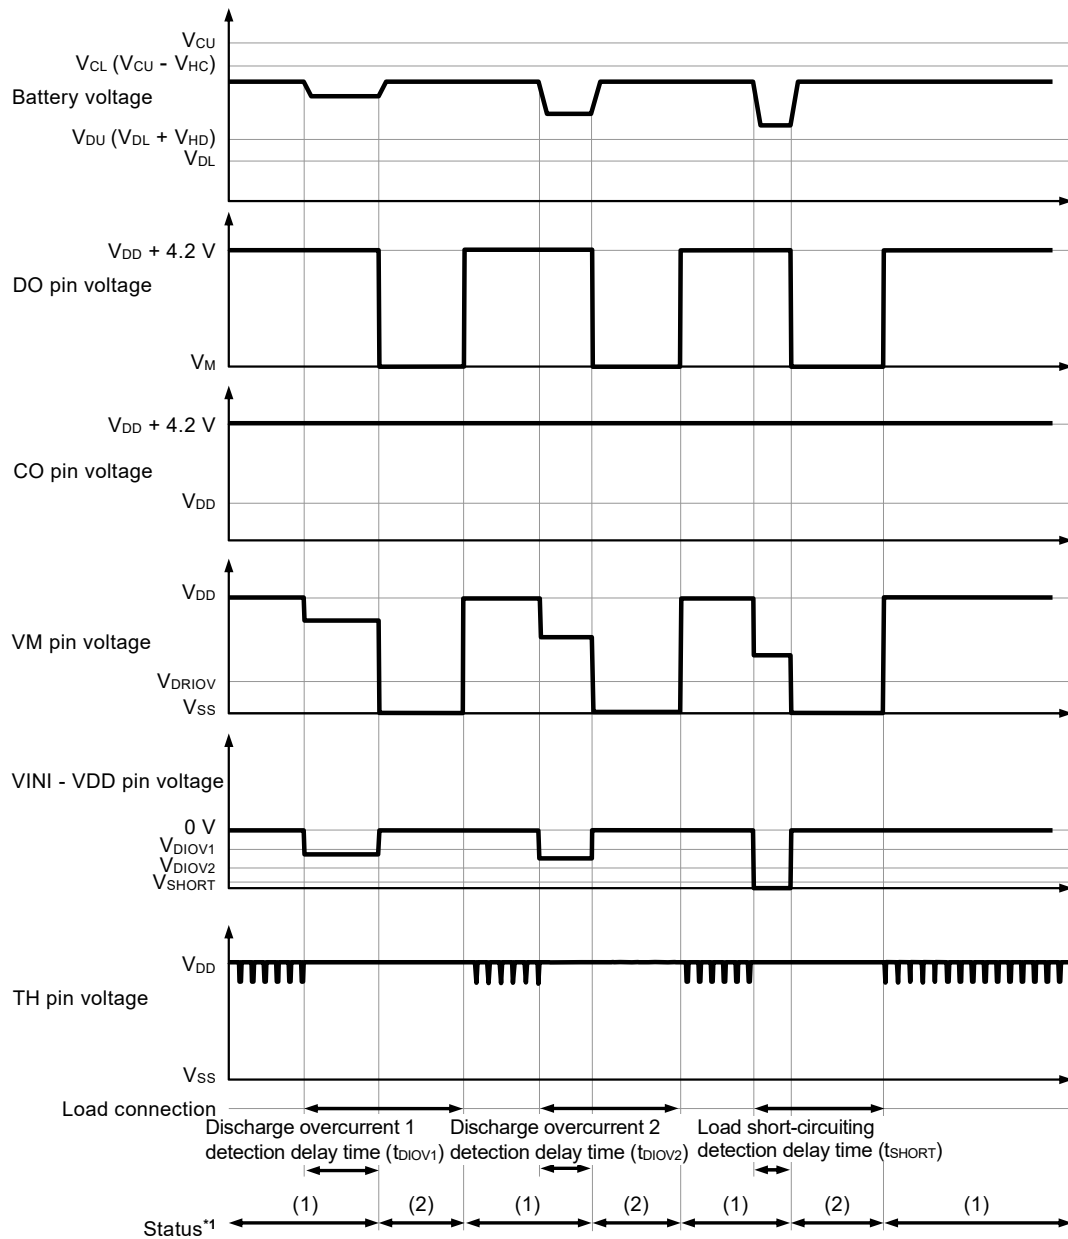 VCU
VCL (VCU - VHC)
Battery voltage
VDU (VDL + VHD)
VDL
VDD + 4.2 V
DO pin voltage
VM
VDD + 4.2 V
CO pin voltage
VDD
VDD
VM pin voltage
VDRIOV
VSS
VINI - VDD pin voltage
0 V
VDIOV1
VDIOV2
VSHORT
VDD
TH pin voltage
VSS
Load connection
Discharge overcurrent 1
detection delay time (tDIOV1)
Discharge overcurrent 2
detection delay time (tDIOV2)
Load short-circuiting
detection delay time (tSHORT)
(1) (2) (1) (2) (1) (2) (1)
Status*1